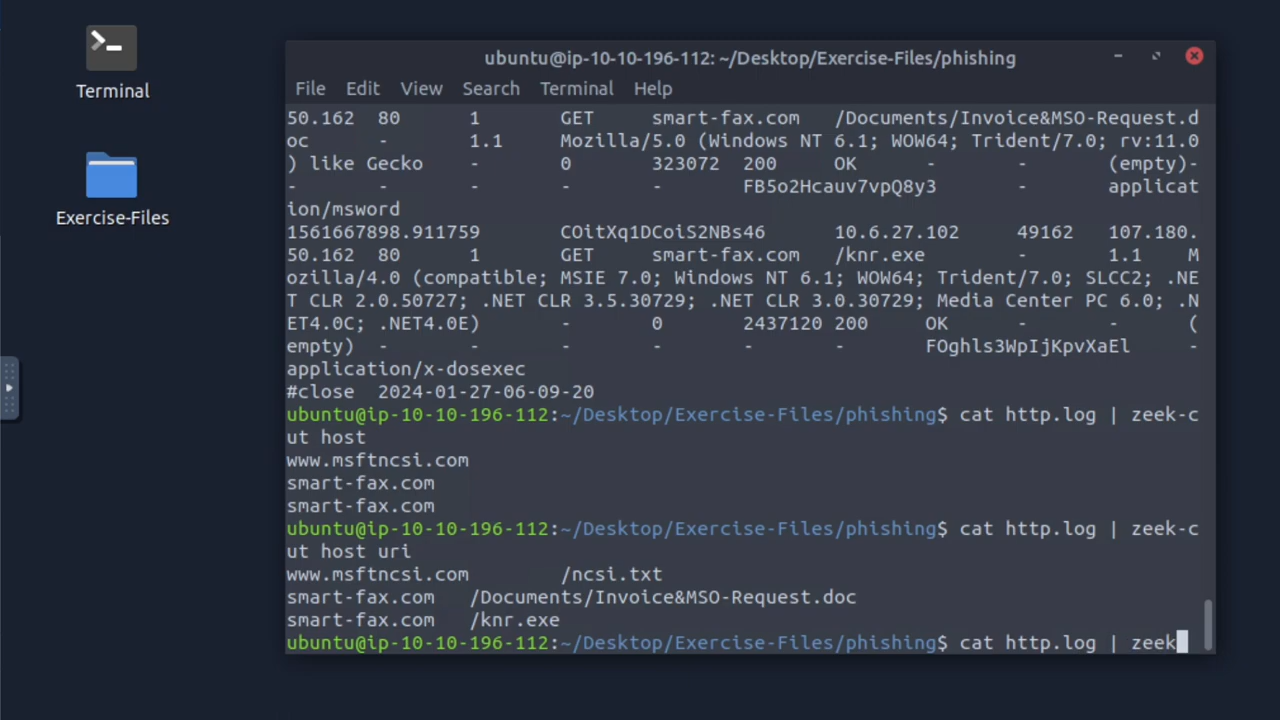 Terminal
Exercise-Files
ubuntu@ip-10-10-196-112: ~/Desktop/Exercise-Files/phishing
File Edit View Search Terminal Help
50.162 80 1 GET smart-fax.com /Documents/Invoice&MSO-Request.d
oc - 1.1 Mozilla/5.0 (Windows NT 6.1; WOW64; Trident/7.0; rv:11.0
) like Gecko - 0 323072 200 OK - - (empty)-
- - - - - FB5o2Hcauv7vpQ8y3 - applicat
ion/msword
1561667898.911759 COitXq1DCoiS2NBs46 10.6.27.102 49162 107.180.
50.162 80 1 GET smart-fax.com /knr.exe - 1.1 M
ozilla/4.0 (compatible; MSIE 7.0; Windows NT 6.1; WOW64; Trident/7.0; SLCC2; .NE
T CLR 2.0.50727; .NET CLR 3.5.30729; .NET CLR 3.0.30729; Media Center PC 6.0; .N
ET4.0C; .NET4.0E) - 0 2437120 200 OK - - (
empty) - - - - - - FOghls3WpIjKpvXaEl -
application/x-dosexec
#close 2024-01-27-06-09-20
ubuntu@ip-10-10-196-112:~/Desktop/Exercise-Files/phishing$ cat http.log | zeek-c
ut host
www.msftncsi.com
smart-fax.com
smart-fax.com
ubuntu@ip-10-10-196-112:~/Desktop/Exercise-Files/phishing$ cat http.log | zeek-c
ut host uri
www.msftncsi.com /ncsi.txt
smart-fax.com /Documents/Invoice&MSO-Request.doc
smart-fax.com /knr.exe
ubuntu@ip-10-10-196-112:~/Desktop/Exercise-Files/phishing$ cat http.log | zeek